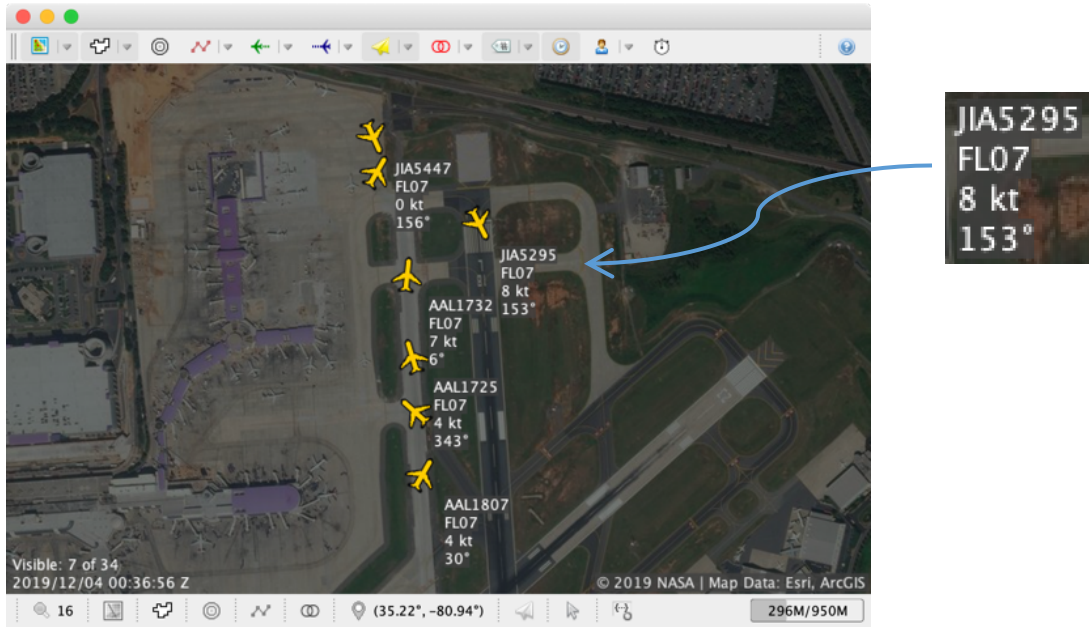 JIA5447
FL07
0 kt
156°
JIA5295
FL07
8 kt
153°
AAL1732
FL07
7 kt
6°
AAL1725
FL07
4 kt
343°
AAL1807
FL07
4 kt
30°
Visible: 7 of 34
2019/12/04 00:36:56 Z
© 2019 NASA | Map Data: Esri, ArcGIS
16
(35.22°, -80.94°)
296M/950M
JIA5295
FL07
8 kt
153°